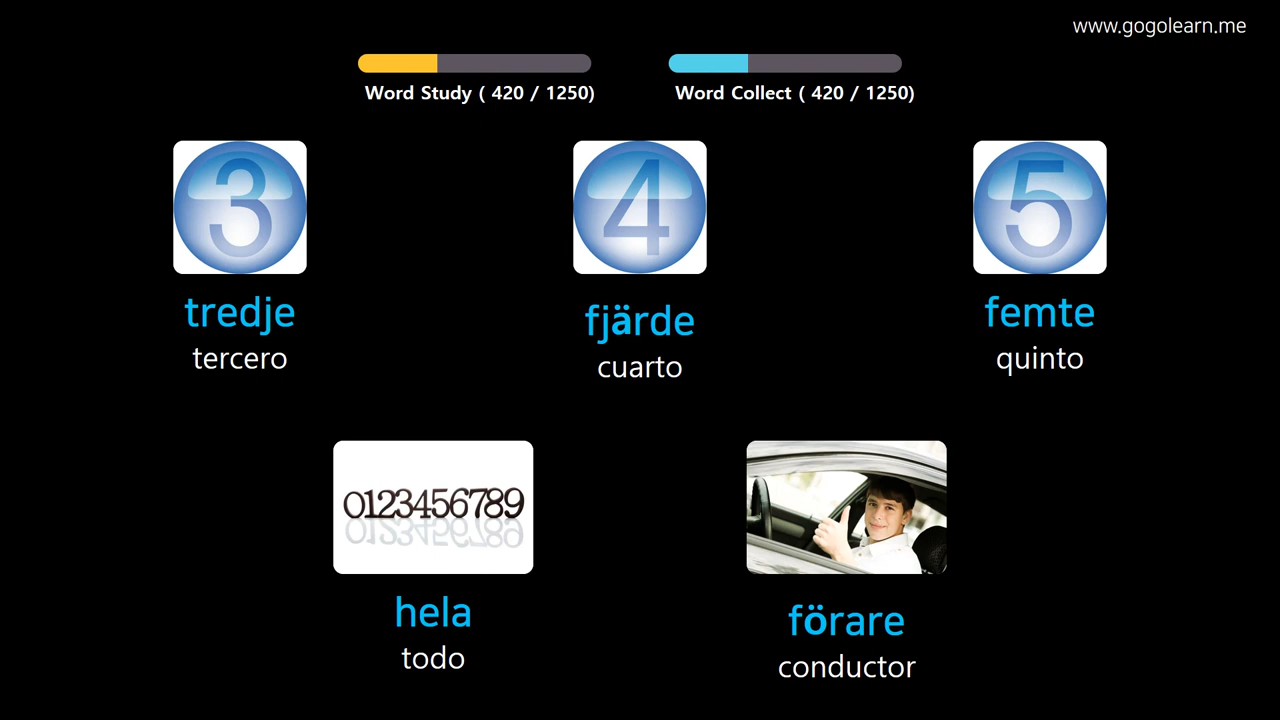 www.gogolearn.me
Word Study ( 420 / 1250)
Word Collect ( 420 / 1250)
3
4
5
tredje
fjärde
femte
tercero
cuarto
quinto
0123456789
hela
förare
todo
conductor